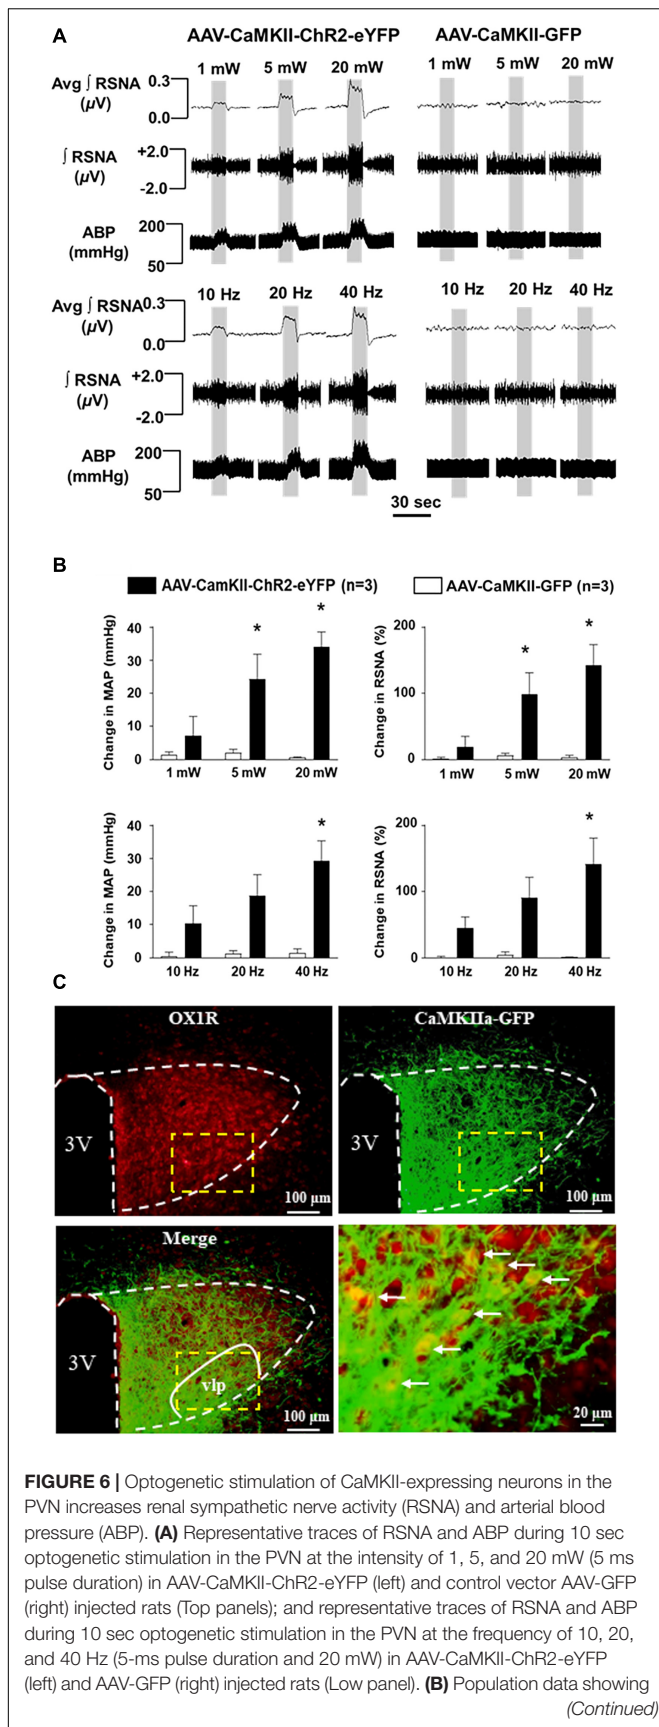 A
AAV-CaMKII-ChR2-eYFP AAV-CaMKII-GFP
1 mW 5 mW 20 mW 1 mW 5 mW 20 mW
Avg ∫ RSNA (µV) 0.3 0.0
∫ RSNA (µV) +2.0 -2.0
ABP (mmHg) 200 50
10 Hz 20 Hz 40 Hz 10 Hz 20 Hz 40 Hz
Avg ∫ RSNA (µV) 0.3 0.0
∫ RSNA (µV) +2.0 -2.0
ABP (mmHg) 200 50
30 sec
B
AAV-CamKII-ChR2-eYFP (n=3) AAV-CaMKII-GFP (n=3)
Change in MAP (mmHg)
40
30
20
10
0
* *
1 mW 5 mW 20 mW
Change in RSNA (%)
200
100
0
* *
1 mW 5 mW 20 mW
Change in MAP (mmHg)
40
30
20
10
0
*
10 Hz 20 Hz 40 Hz
Change in RSNA (%)
200
100
0
*
10 Hz 20 Hz 40 Hz
C
OX1R
3V
100 µm
CaMKIIa-GFP
3V
100 µm
Merge
3V
vlp
100 µm
20 µm
FIGURE 6 | Optogenetic stimulation of CaMKII-expressing neurons in the
PVN increases renal sympathetic nerve activity (RSNA) and arterial blood
pressure (ABP). (A) Representative traces of RSNA and ABP during 10 sec
optogenetic stimulation in the PVN at the intensity of 1, 5, and 20 mW (5 ms
pulse duration) in AAV-CaMKII-ChR2-eYFP (left) and control vector AAV-GFP
(right) injected rats (Top panels); and representative traces of RSNA and ABP
during 10 sec optogenetic stimulation in the PVN at the frequency of 10, 20,
and 40 Hz (5-ms pulse duration and 20 mW) in AAV-CaMKII-ChR2-eYFP
(left) and AAV-GFP (right) injected rats (Low panel). (B) Population data showing
(Continued)